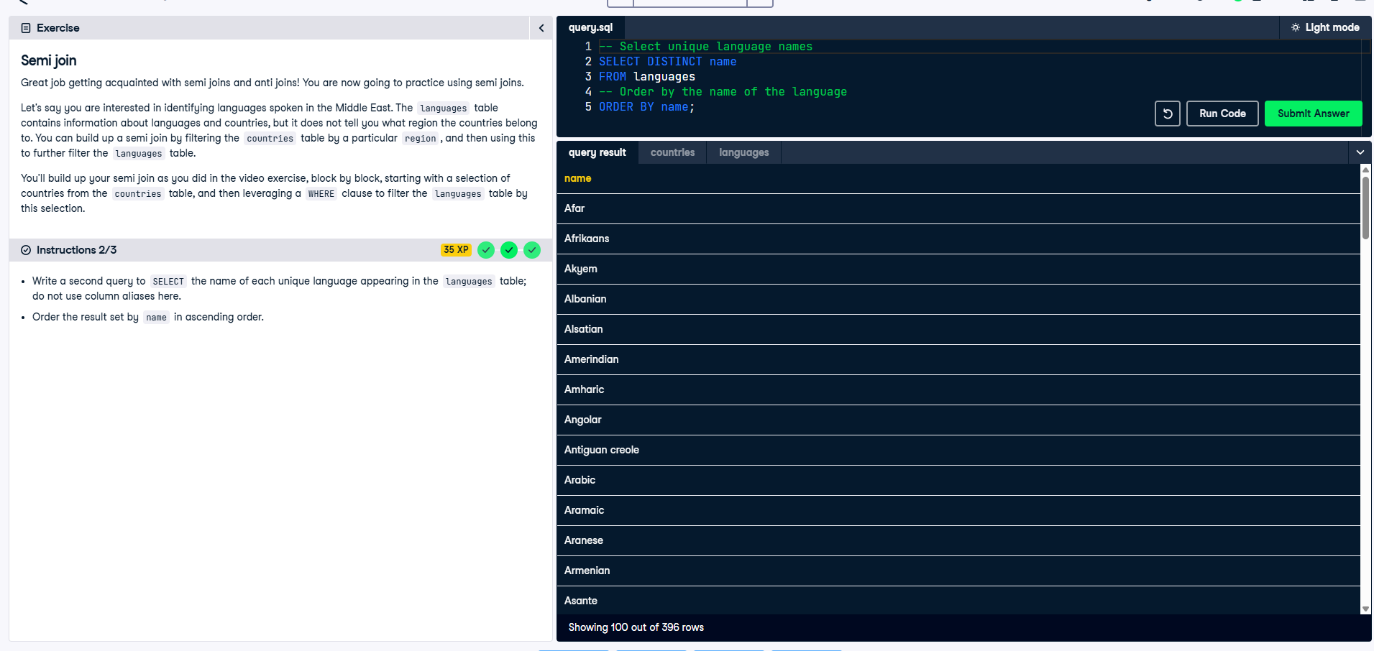 Exercise
Semi join
Great job getting acquainted with semi joins and anti joins! You are now going to practice using semi joins.
Let's say you are interested in identifying languages spoken in the Middle East. The languages table
contains information about languages and countries, but it does not tell you what region the countries belong
to. You can build up a semi join by filtering the countries table by a particular region , and then using this
to further filter the languages table.
You'll build up your semi join as you did in the video exercise, block by block, starting with a selection of
countries from the countries table, and then leveraging a WHERE clause to filter the languages table by
this selection.
Instructions 2/3
35 XP
• Write a second query to SELECT the name of each unique language appearing in the languages table;
do not use column aliases here.
• Order the result set by name in ascending order.
query.sql
Light mode
1 -- Select unique language names
2 SELECT DISTINCT name
3 FROM languages
4 -- Order by the name of the language
5 ORDER BY name;
Run Code
Submit Answer
query result countries languages
name
Afar
Afrikaans
Akyem
Albanian
Alsatian
Amerindian
Amharic
Angolar
Antiguan creole
Arabic
Aramaic
Aranese
Armenian
Asante
Showing 100 out of 396 rows